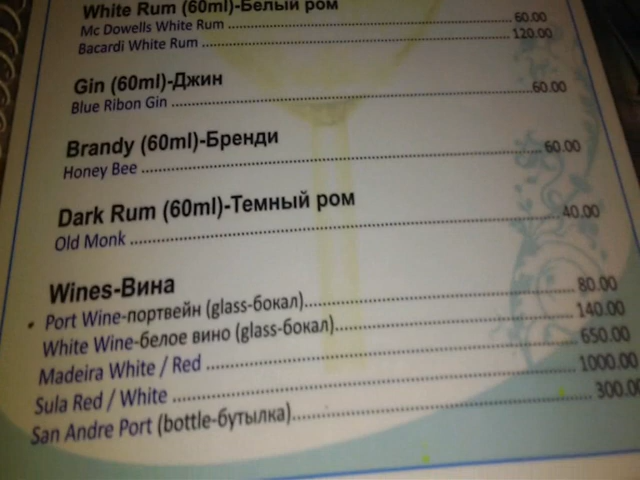 White Rum (60ml)-Белый ром
Mc Dowells White Rum 60.00
Bacardi White Rum 120.00
Gin (60ml)-Джин
Blue Ribon Gin 60.00
Brandy (60ml)-Бренди
Honey Bee 60.00
Dark Rum (60ml)-Темный ром
Old Monk 40.00
Wines-Вина
Port Wine-портвейн (glass-бокал) 80.00
White Wine-белое вино (glass-бокал) 140.00
Madeira White / Red 650.00
Sula Red / White 1000.00
San Andre Port (bottle-бутылка) 300.00